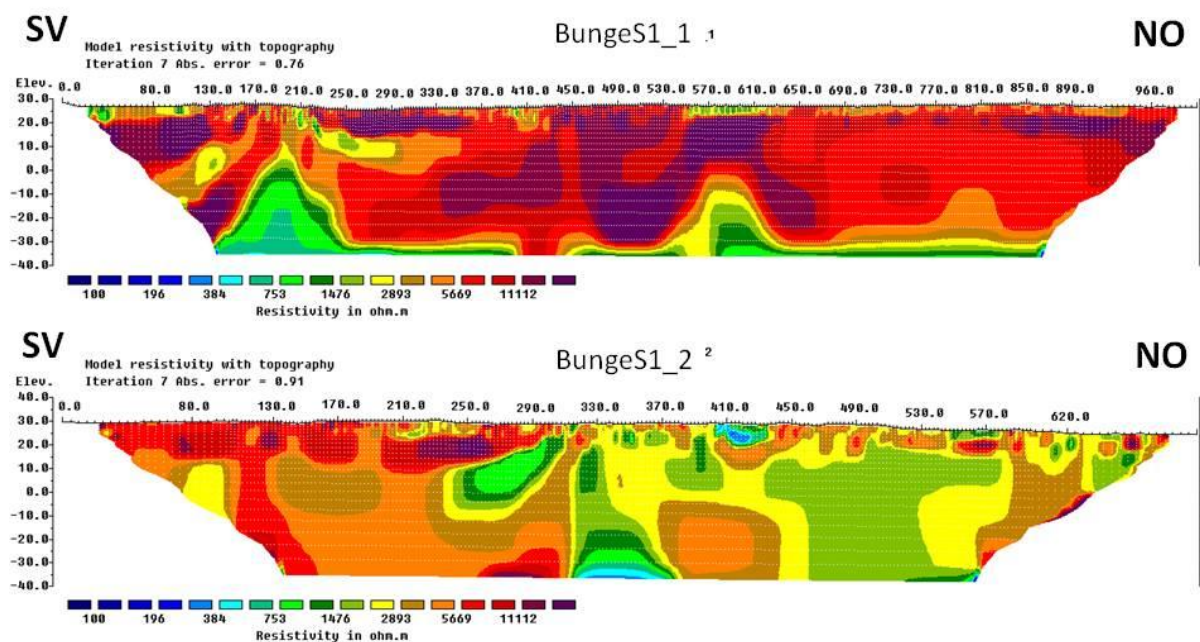 SV
BungeS1_1 .1
NO
Model resistivity with topography
Iteration 7 Abs. error = 0.76
Elev.
0.0 80.0 130.0 170.0 210.0 250.0 290.0 330.0 370.0 410.0 450.0 490.0 530.0 570.0 610.0 650.0 690.0 730.0 770.0 810.0 850.0 890.0 960.0
30.0
20.0
10.0
0.0
-10.0
-20.0
-30.0
-40.0
100 196 384 753 1476 2893 5669 11112
Resistivity in ohm.m
SV
BungeS1_2 2
NO
Model resistivity with topography
Iteration 7 Abs. error = 0.91
Elev.
0.0 80.0 130.0 170.0 210.0 250.0 290.0 330.0 370.0 410.0 450.0 490.0 530.0 570.0 620.0
40.0
30.0
20.0
10.0
0.0
-10.0
-20.0
-30.0
-40.0
100 196 384 753 1476 2893 5669 11112
Resistivity in ohm.m